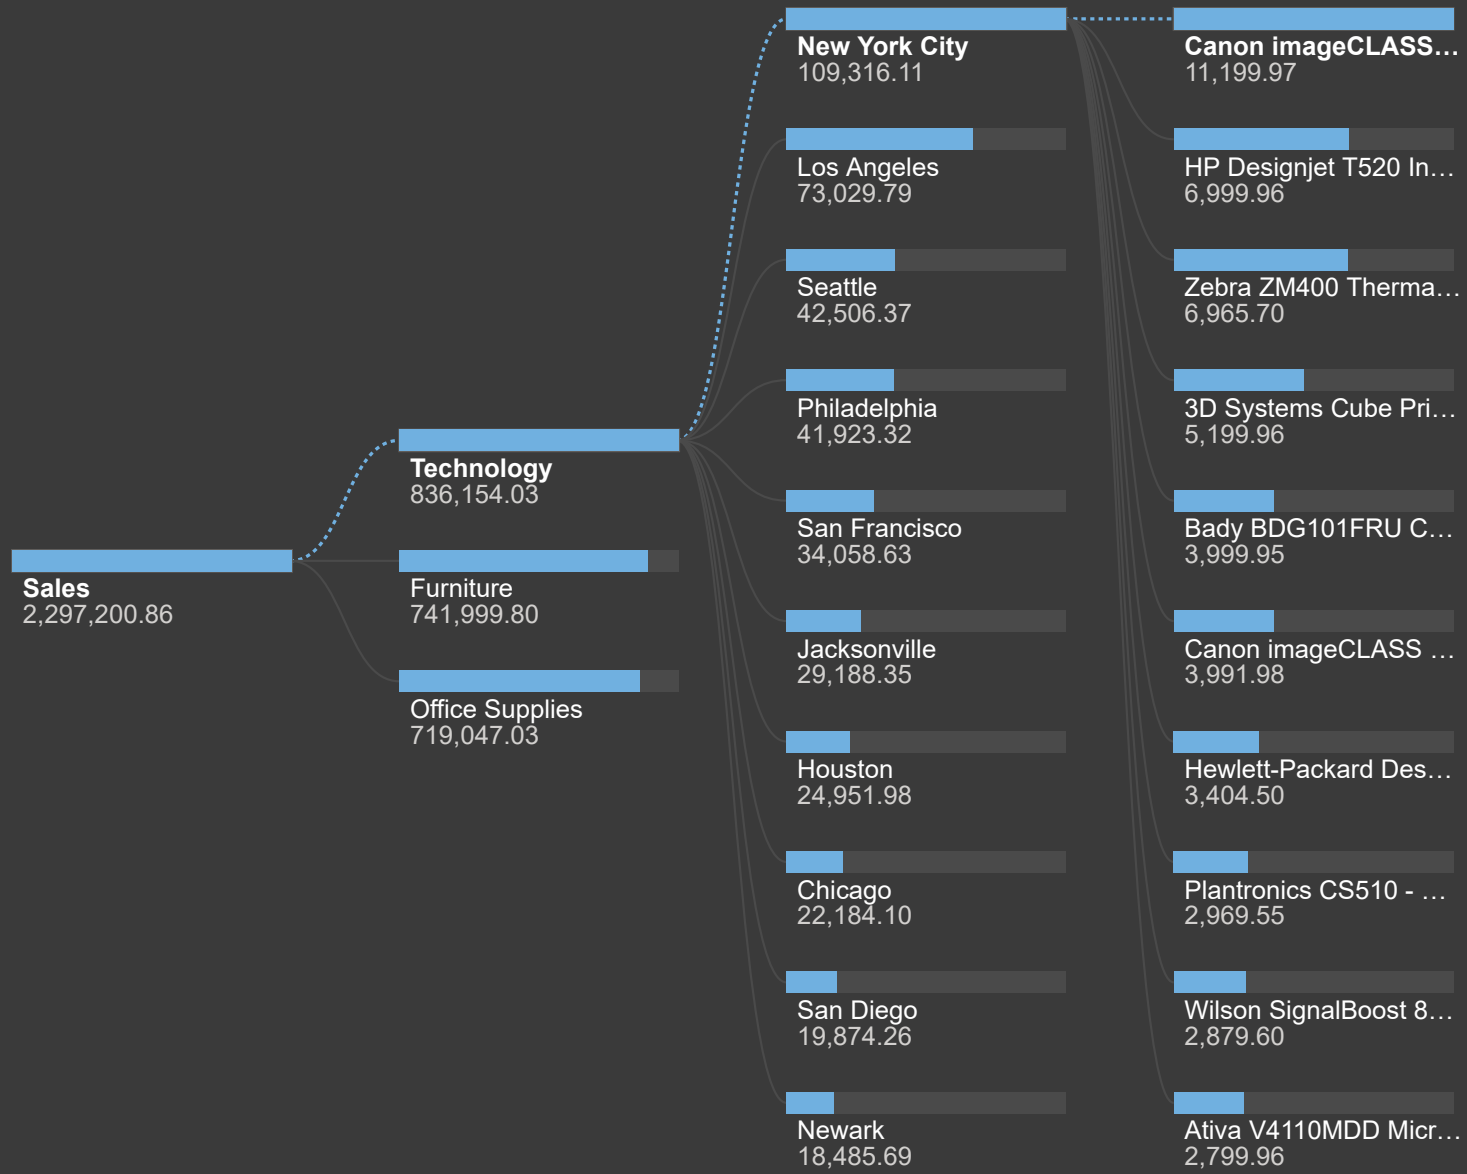 Sales
2,297,200.86
Technology
836,154.03
Furniture
741,999.80
Office Supplies
719,047.03
New York City
109,316.11
Los Angeles
73,029.79
Seattle
42,506.37
Philadelphia
41,923.32
San Francisco
34,058.63
Jacksonville
29,188.35
Houston
24,951.98
Chicago
22,184.10
San Diego
19,874.26
Newark
18,485.69
Canon imageCLASS…
11,199.97
HP Designjet T520 In…
6,999.96
Zebra ZM400 Therma…
6,965.70
3D Systems Cube Pri…
5,199.96
Bady BDG101FRU C…
3,999.95
Canon imageCLASS …
3,991.98
Hewlett-Packard Des…
3,404.50
Plantronics CS510 - …
2,969.55
Wilson SignalBoost 8…
2,879.60
Ativa V4110MDD Micr…
2,799.96